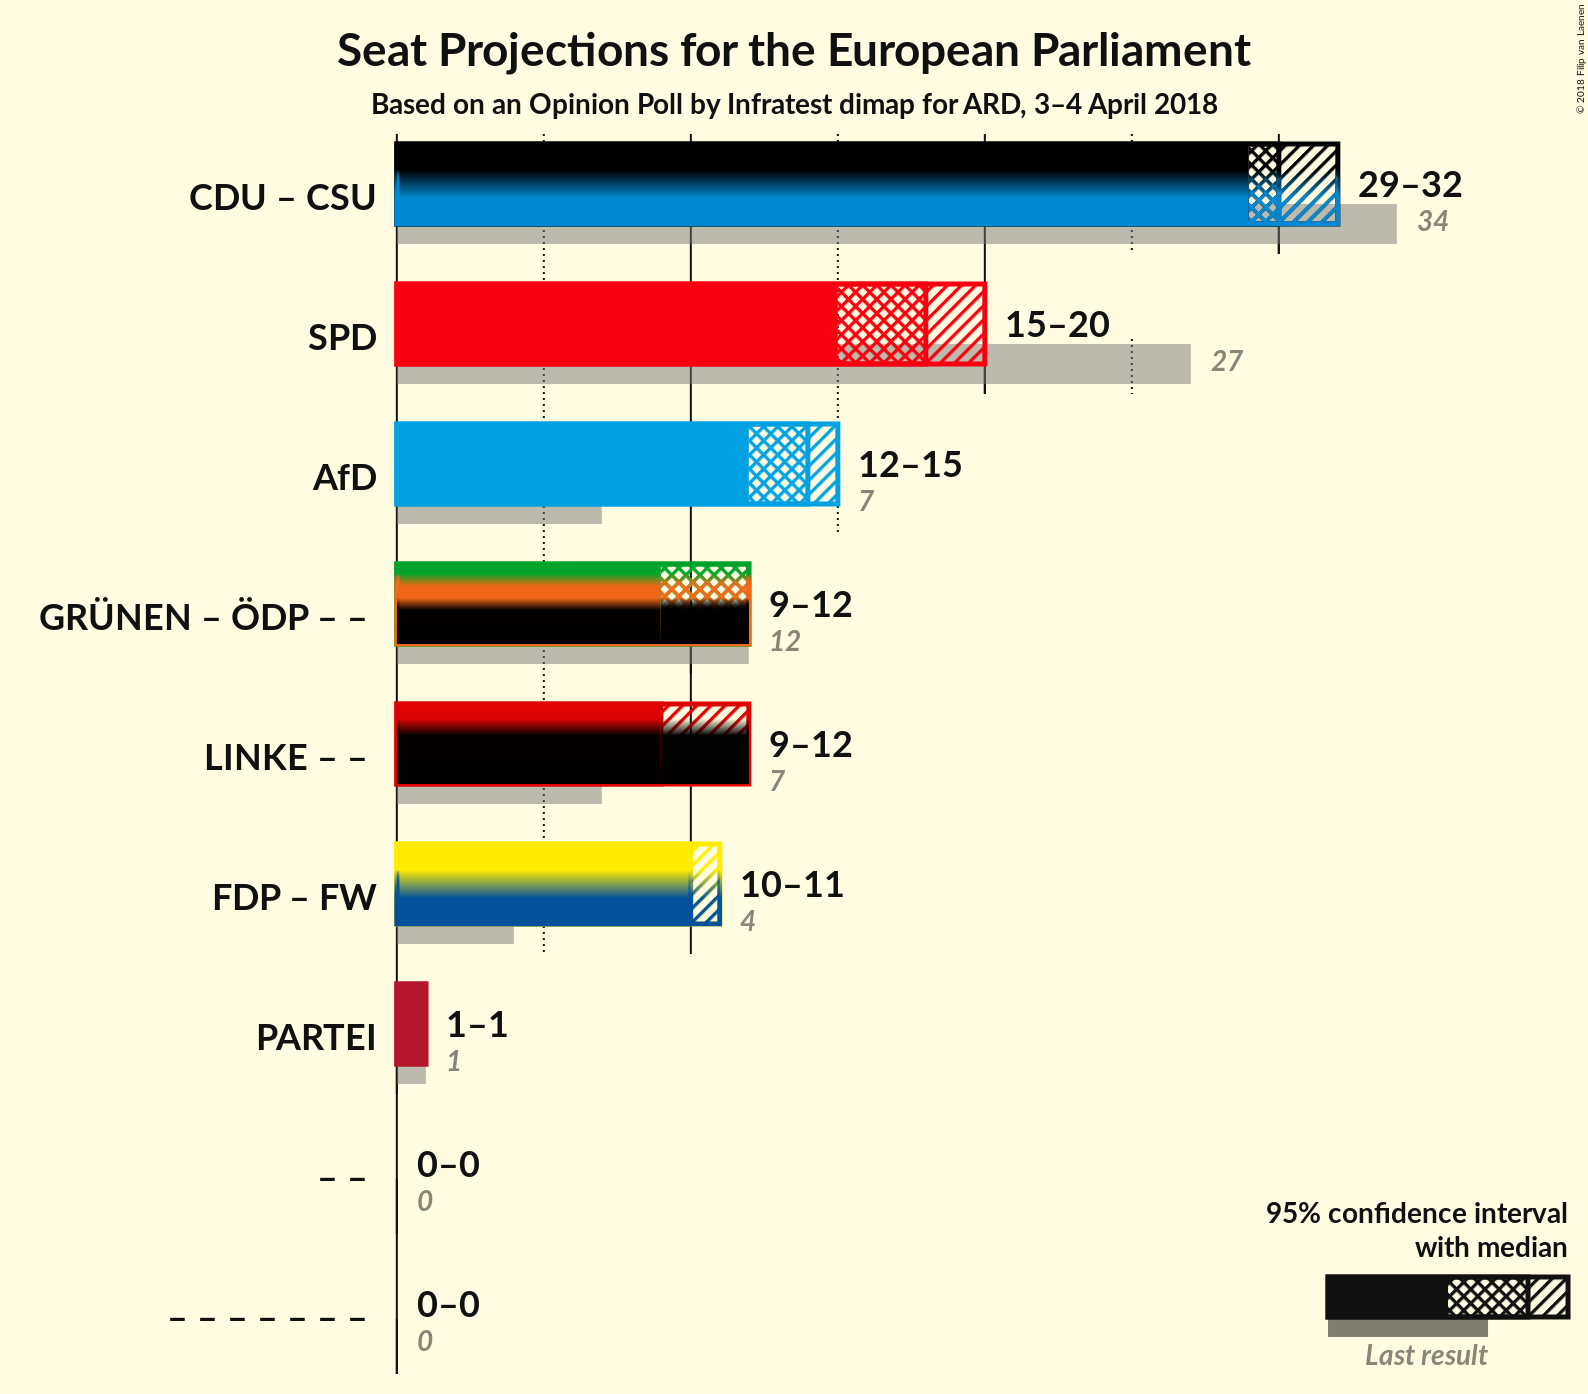 Seat Projections for the European Parliament
Based on an Opinion Poll by Infratest dimap for ARD, 3–4 April 2018
© 2018 Filip van Laenen
CDU – CSU
29–32
34
SPD
15–20
27
AfD
12–15
7
GRÜNEN – ÖDP – –
9–12
12
LINKE – –
9–12
7
FDP – FW
10–11
4
PARTEI
1–1
1
– –
0–0
0
– – – – – – –
0–0
0
95% confidence interval
with median
Last result